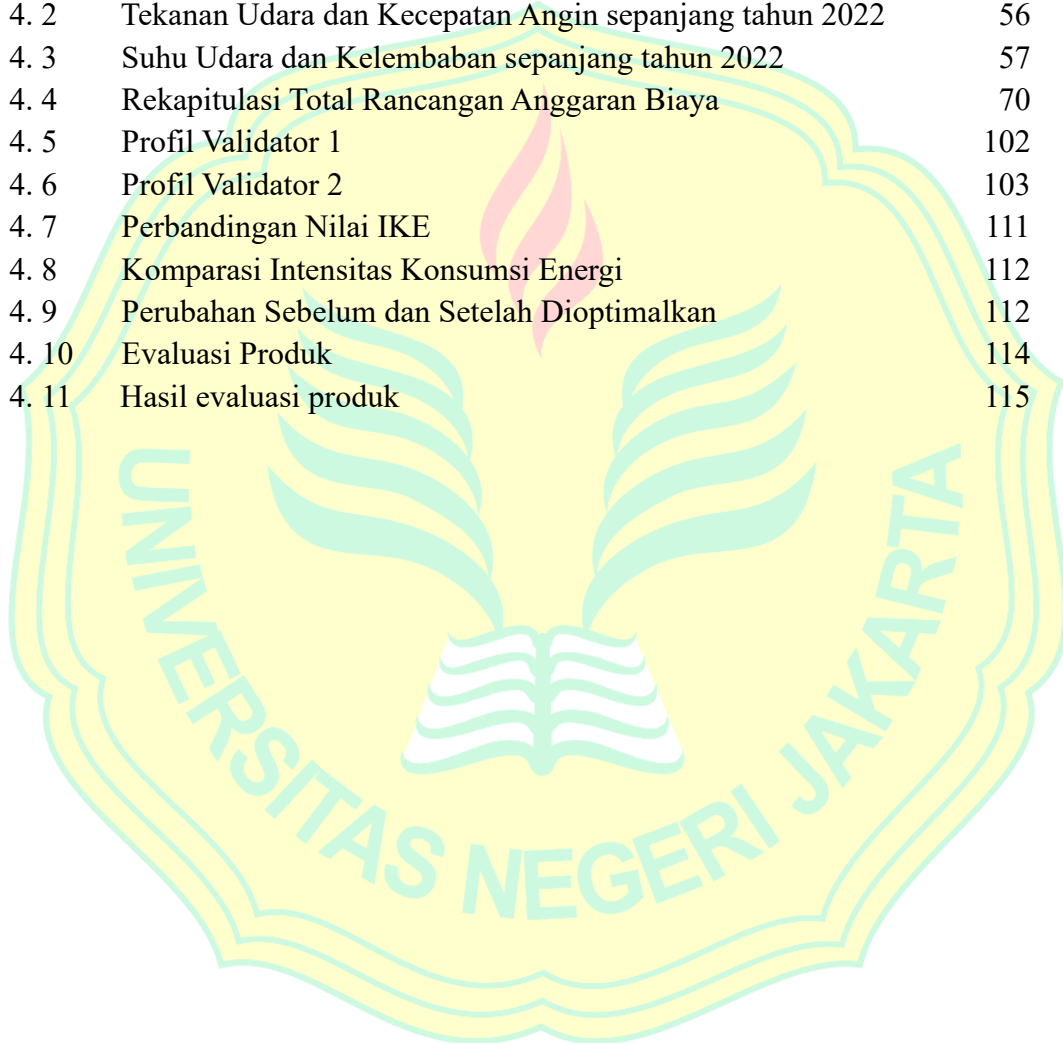 4. 2 Tekanan Udara dan Kecepatan Angin sepanjang tahun 2022 56
4. 3 Suhu Udara dan Kelembaban sepanjang tahun 2022 57
4. 4 Rekapitulasi Total Rancangan Anggaran Biaya 70
4. 5 Profil Validator 1 102
4. 6 Profil Validator 2 103
4. 7 Perbandingan Nilai IKE 111
4. 8 Komparasi Intensitas Konsumsi Energi 112
4. 9 Perubahan Sebelum dan Setelah Dioptimalkan 112
4. 10 Evaluasi Produk 114
4. 11 Hasil evaluasi produk 115
UNIVERSITAS NEGERI JAKARTA